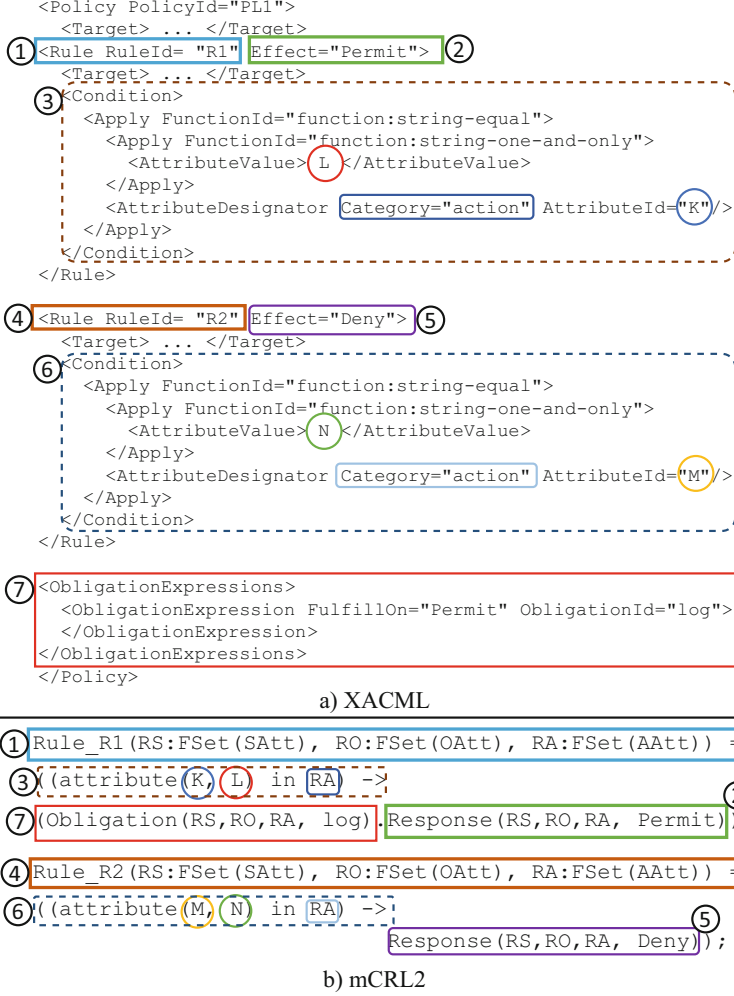 <Policy PolicyId="PL1">
<Target> ... </Target>
① <Rule RuleId= "R1" Effect="Permit"> ②
<Target> ... </Target>
③ <Condition>
<Apply FunctionId="function:string-equal">
<Apply FunctionId="function:string-one-and-only">
<AttributeValue> L </AttributeValue>
</Apply>
<AttributeDesignator Category="action" AttributeId="K"/>
</Apply>
</Condition>
</Rule>
④ <Rule RuleId= "R2" Effect="Deny"> ⑤
<Target> ... </Target>
⑥ <Condition>
<Apply FunctionId="function:string-equal">
<Apply FunctionId="function:string-one-and-only">
<AttributeValue> N </AttributeValue>
</Apply>
<AttributeDesignator Category="action" AttributeId="M"/>
</Apply>
</Condition>
</Rule>
⑦ <ObligationExpressions>
<ObligationExpression FulfillOn="Permit" ObligationId="log">
</ObligationExpression>
</ObligationExpressions>
</Policy>
a) XACML
① Rule_R1(RS:FSet(SAtt), RO:FSet(OAtt), RA:FSet(AAtt)) =
③ ((attribute(K, L) in RA) ->
⑦ (Obligation(RS,RO,RA, log).Response(RS,RO,RA, Permit))
④ Rule_R2(RS:FSet(SAtt), RO:FSet(OAtt), RA:FSet(AAtt)) =
⑥ ((attribute(M, N) in RA) ->
⑤
Response(RS,RO,RA, Deny));
b) mCRL2